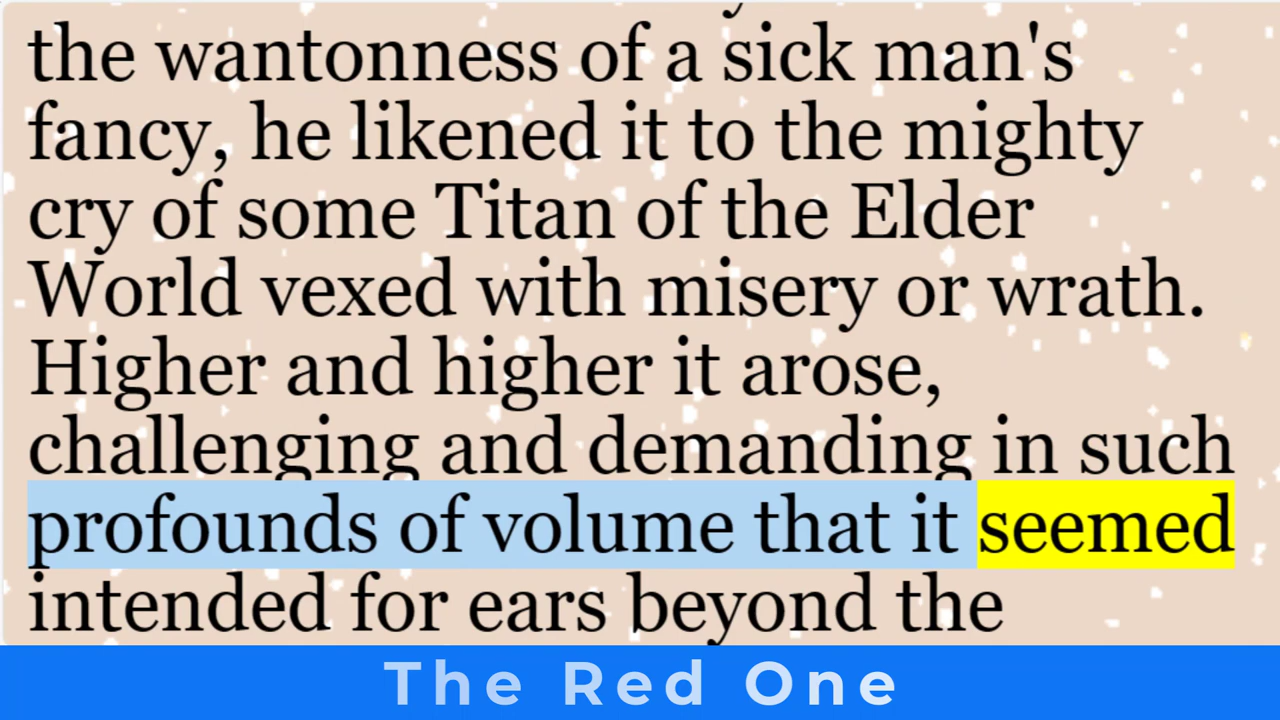 the wantonness of a sick man's
fancy, he likened it to the mighty
cry of some Titan of the Elder
World vexed with misery or wrath.
Higher and higher it arose,
challenging and demanding in such
profounds of volume that it seemed
intended for ears beyond the
The Red One